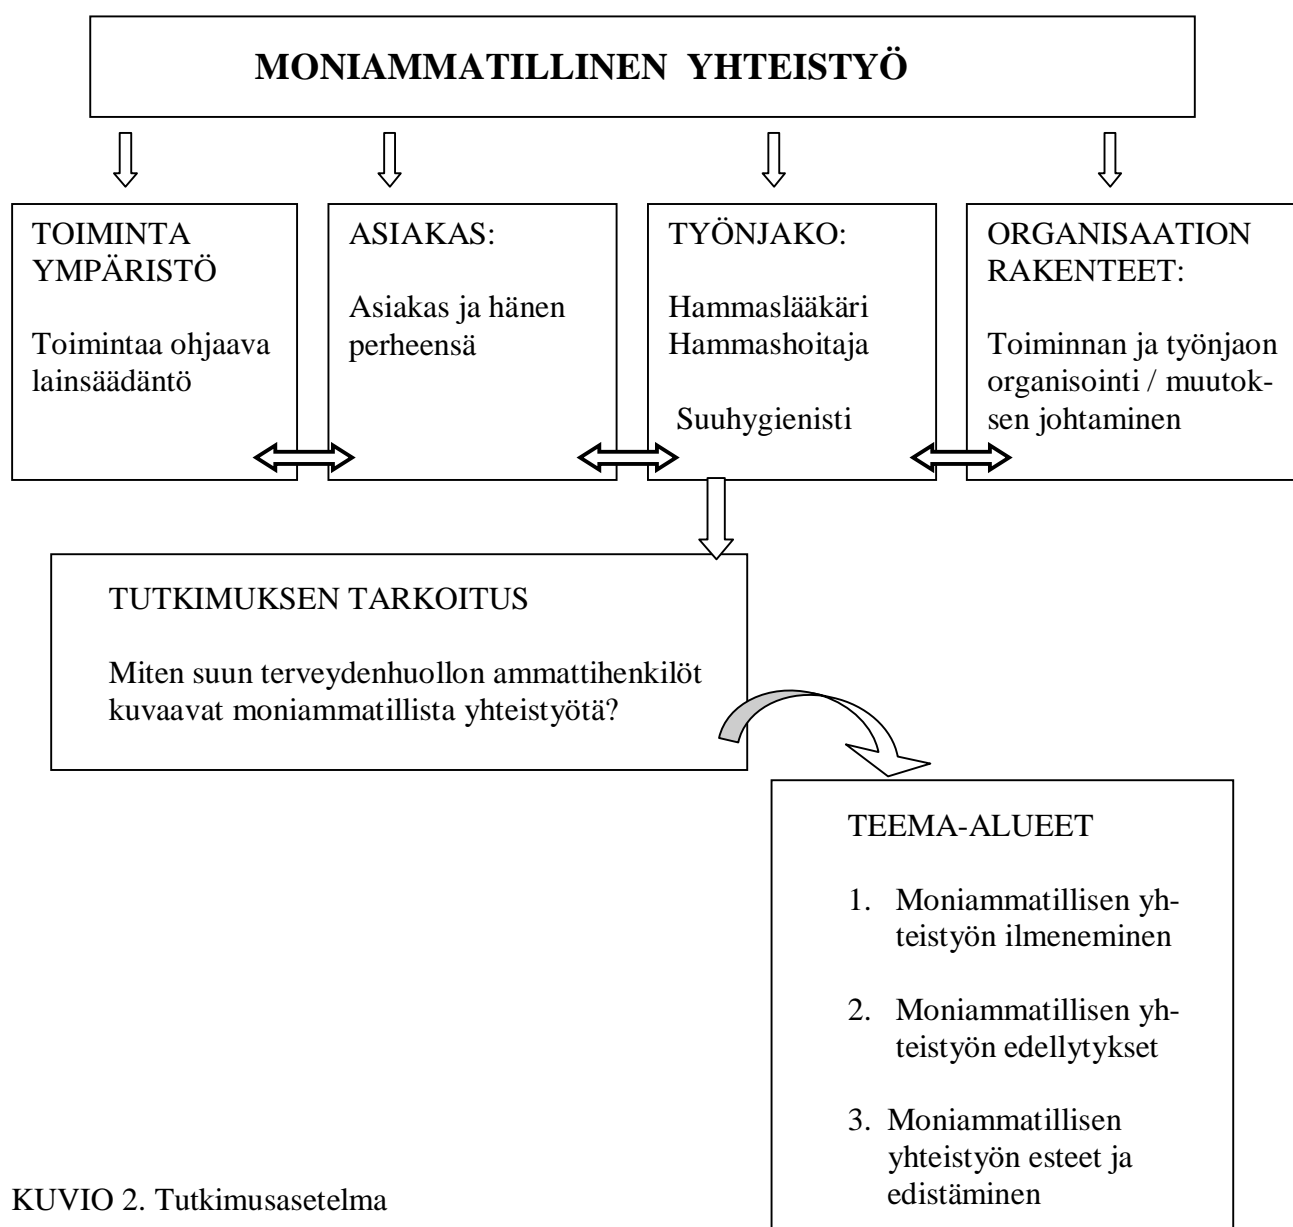 MONIAMMATILLINEN YHTEISTYÖ
TOIMINTA
YMPÄRISTÖ
Toimintaa ohjaava
lainsäädäntö
ASIAKAS:
Asiakas ja hänen
perheensä
TYÖNJAKO:
Hammaslääkäri
Hammashoitaja
Suuhygienisti
ORGANISAATION
RAKENTEET:
Toiminnan ja työnjaon
organisointi / muutok-
sen johtaminen
TUTKIMUKSEN TARKOITUS
Miten suun terveydenhuollon ammattihenkilöt
kuvaavat moniammatillista yhteistyötä?
TEEMA-ALUEET
1. Moniammatillisen yh-
teistyön ilmeneminen
2. Moniammatillisen yh-
teistyön edellytykset
3. Moniammatillisen
yhteistyön esteet ja
edistäminen
KUVIO 2. Tutkimusasetelma